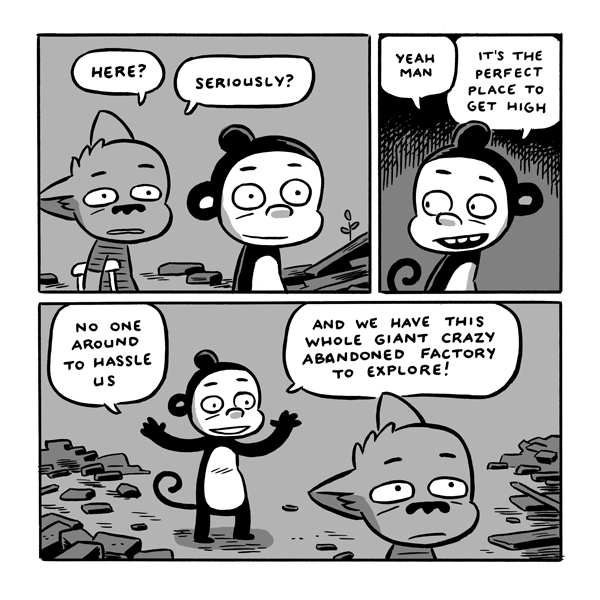 HERE?
SERIOUSLY?
YEAH
MAN
IT'S THE
PERFECT
PLACE TO
GET HIGH
NO ONE
AROUND
TO HASSLE
US
AND WE HAVE THIS
WHOLE GIANT CRAZY
ABANDONED FACTORY
TO EXPLORE!